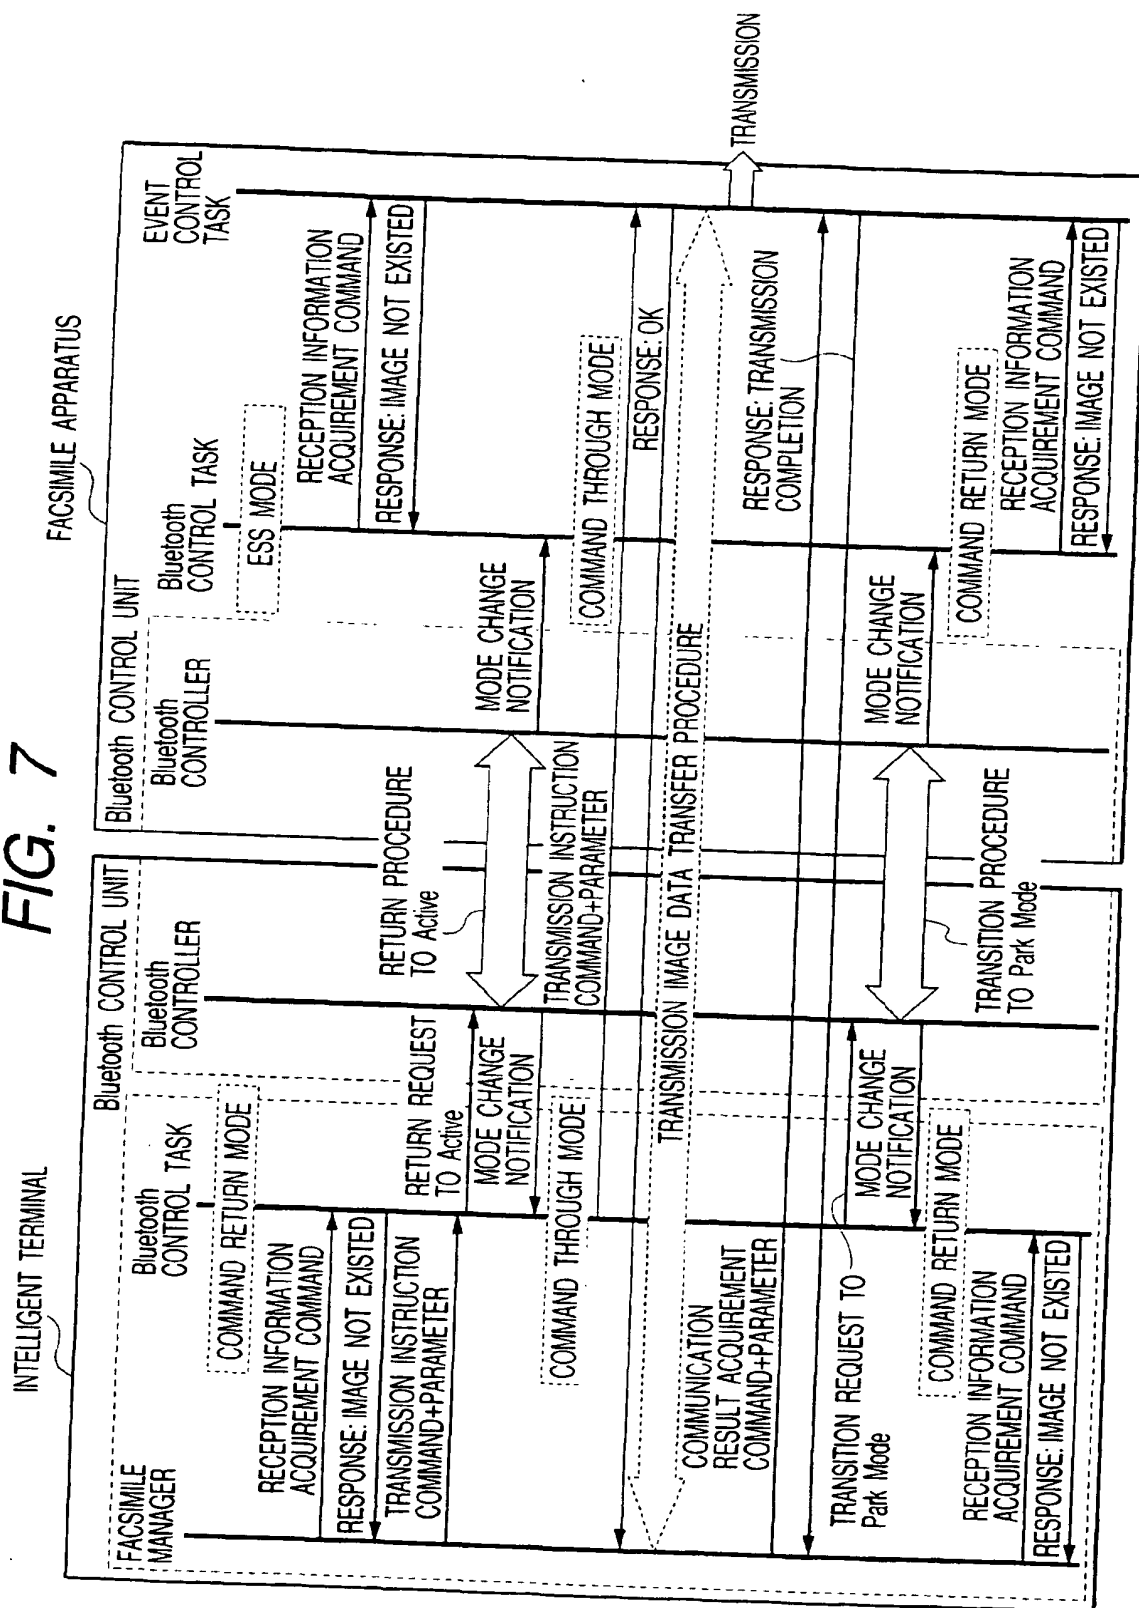 FIG. 7
INTELLIGENT TERMINAL
FACSIMILE APPARATUS
Bluetooth CONTROL UNIT
Bluetooth CONTROL UNIT
FACSIMILE
MANAGER
Bluetooth
CONTROL TASK
Bluetooth
CONTROLLER
Bluetooth
CONTROLLER
Bluetooth
CONTROL TASK
EVENT
CONTROL
TASK
COMMAND RETURN MODE
ESS MODE
RECEPTION INFORMATION
ACQUIREMENT COMMAND
RESPONSE: IMAGE NOT EXISTED
RECEPTION INFORMATION
ACQUIREMENT COMMAND
RESPONSE: IMAGE NOT EXISTED
TRANSMISSION INSTRUCTION
COMMAND+PARAMETER
RETURN REQUEST
TO Active
RETURN PROCEDURE
TO Active
MODE CHANGE
NOTIFICATION
MODE CHANGE
NOTIFICATION
COMMAND THROUGH MODE
TRANSMISSION INSTRUCTION
COMMAND+PARAMETER
COMMAND THROUGH MODE
RESPONSE: OK
TRANSMISSION IMAGE DATA TRANSFER PROCEDURE
TRANSMISSION
COMMUNICATION
RESULT ACQUIREMENT
COMMAND+PARAMETER
RESPONSE: TRANSMISSION
COMPLETION
TRANSITION REQUEST TO
Park Mode
MODE CHANGE
NOTIFICATION
TRANSITION PROCEDURE
TO Park Mode
MODE CHANGE
NOTIFICATION
COMMAND RETURN MODE
COMMAND RETURN MODE
RECEPTION INFORMATION
ACQUIREMENT COMMAND
RESPONSE: IMAGE NOT EXISTED
RECEPTION INFORMATION
ACQUIREMENT COMMAND
RESPONSE: IMAGE NOT EXISTED